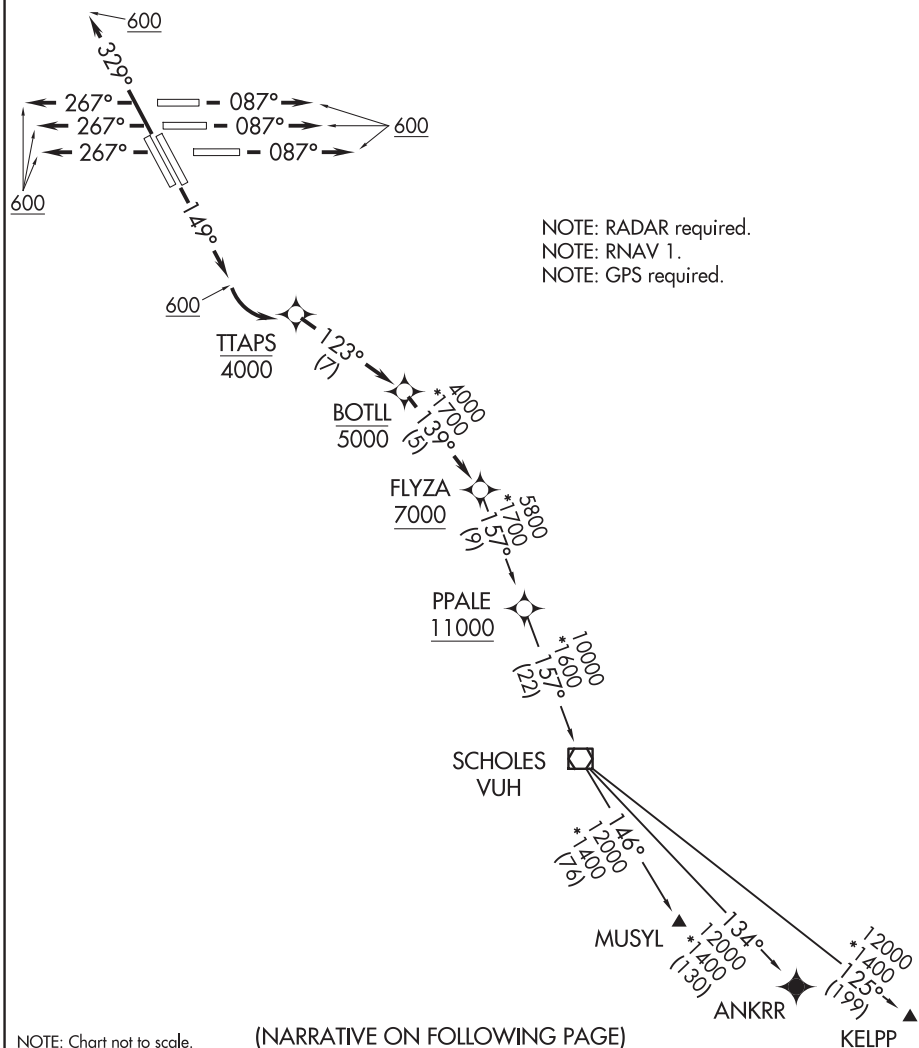 600
329°
267° 087°
267° 087°
600
267° 087°
600
149°
NOTE: RADAR required.
NOTE: RNAV 1.
NOTE: GPS required.
600
TTAPS
4000
123°
(7)
BOTLL
5000
4000
*1700
139°
(5)
FLYZA
7000
5800
*1700
157°
(9)
PPALE
11000
10000
*1600
157°
(22)
SCHOLES
VUH
146°
12000
*1400
(76)
MUSYL
134°
12000
*1400
(130)
ANKRR
12000
*1400
125°
(199)
KELPP
NOTE: Chart not to scale.
(NARRATIVE ON FOLLOWING PAGE)